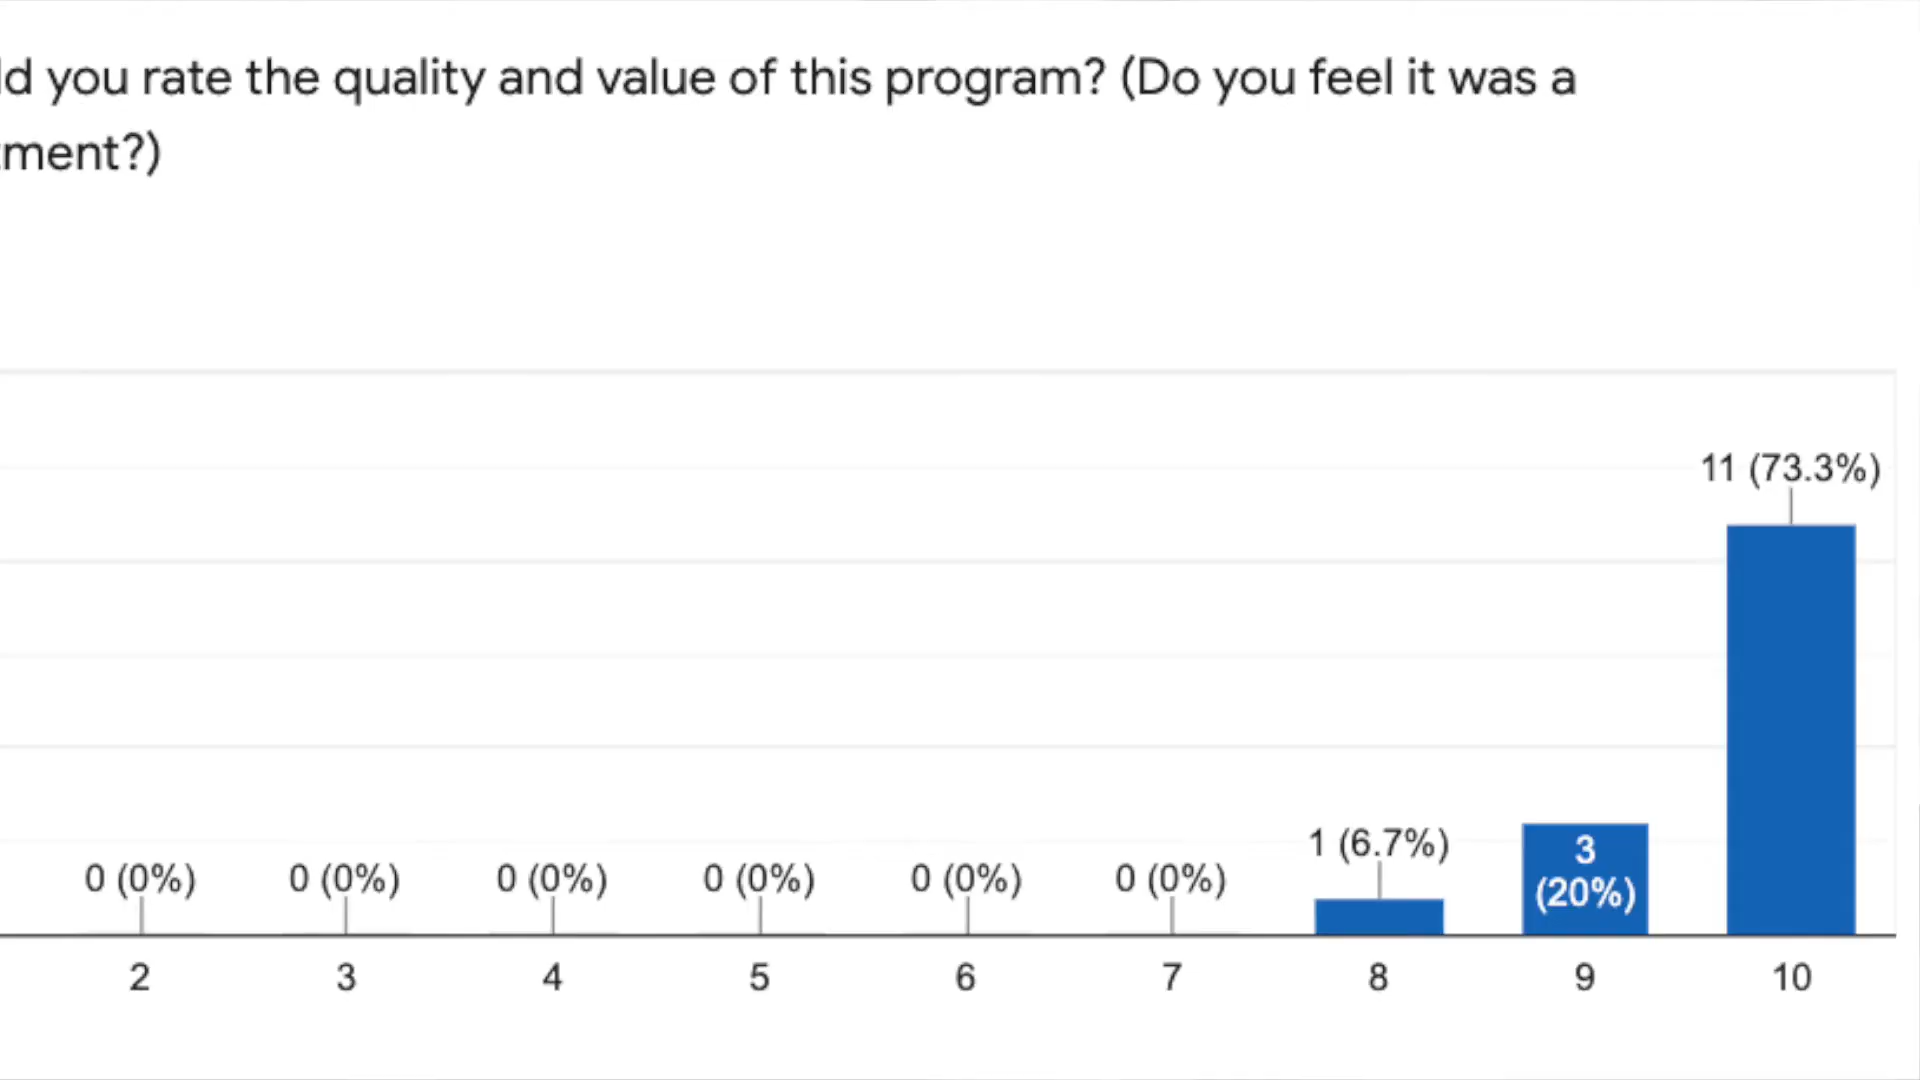 d you rate the quality and value of this program? (Do you feel it was a
tment?)
11 (73.3%)
1 (6.7%)
3
(20%)
0 (0%) 0 (0%) 0 (0%) 0 (0%) 0 (0%) 0 (0%)
2 3 4 5 6 7 8 9 10